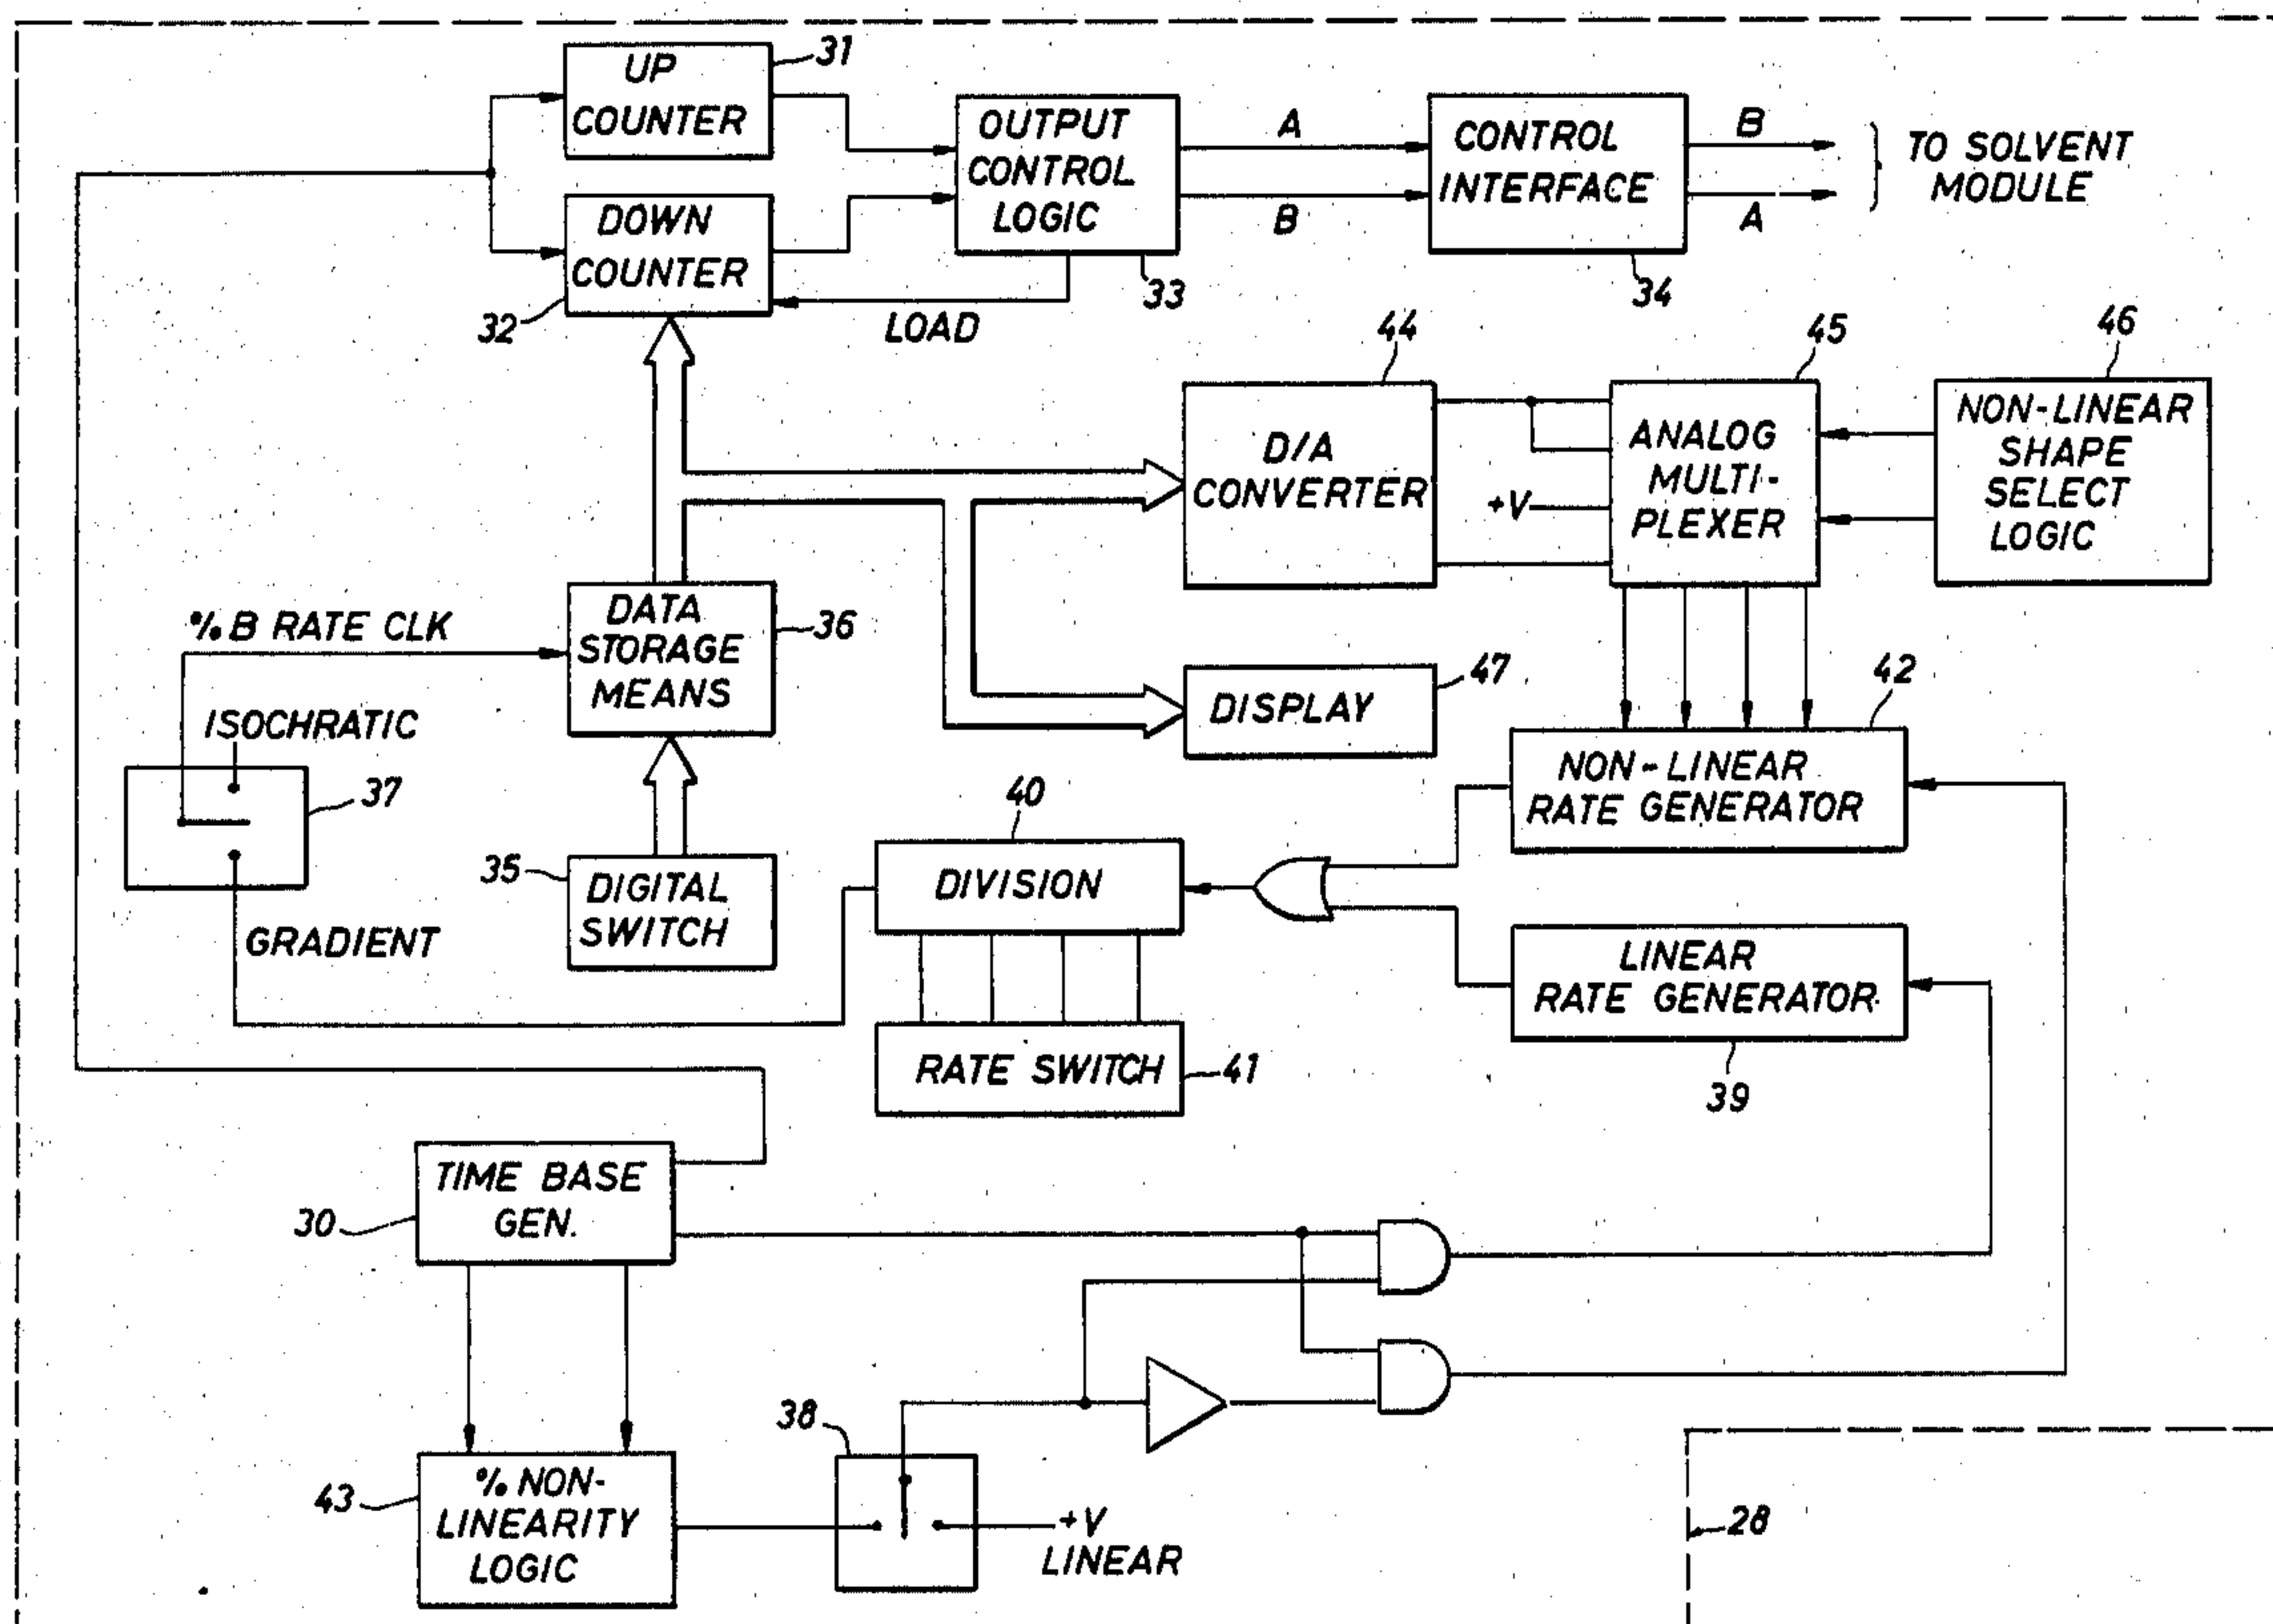 UP
COUNTER
31
DOWN
COUNTER
32
OUTPUT
CONTROL
LOGIC
33
LOAD
A
B
CONTROL
INTERFACE
34
B
A
TO SOLVENT
MODULE
44
D/A
CONVERTER
45
ANALOG
MULTI-
PLEXER
+V
46
NON-LINEAR
SHAPE
SELECT
LOGIC
% B RATE CLK
DATA
STORAGE
MEANS
36
DISPLAY
47
42
NON-LINEAR
RATE GENERATOR
ISOCHRATIC
37
GRADIENT
35
DIGITAL
SWITCH
40
DIVISION
RATE SWITCH
41
LINEAR
RATE GENERATOR
39
TIME BASE
GEN.
30
% NON-
LINEARITY
LOGIC
43
38
+V
LINEAR
28